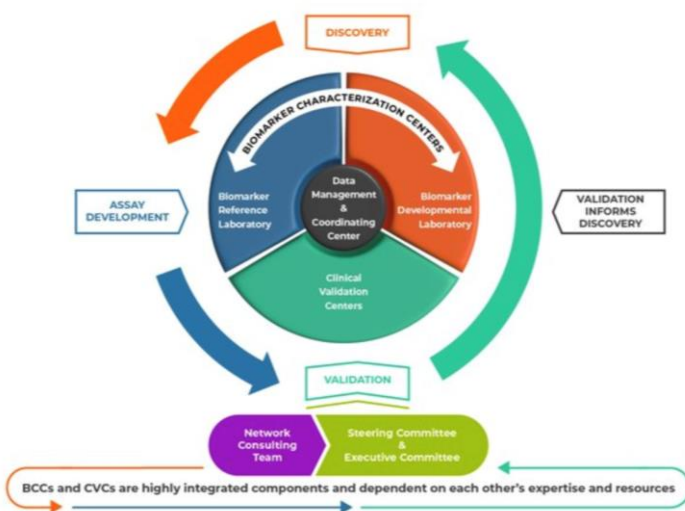 DISCOVERY
BIOMARKER CHARACTERIZATION CENTERS
ASSAY
DEVELOPMENT
Biomarker
Reference
Laboratory
Data
Management
&
Coordinating
Center
Biomarker
Developmental
Laboratory
VALIDATION
INFORMS
DISCOVERY
Clinical
Validation
Centers
VALIDATION
Network
Consulting
Team
Steering Committee
&
Executive Committee
BCCs and CVCs are highly integrated components and dependent on each other's expertise and resources